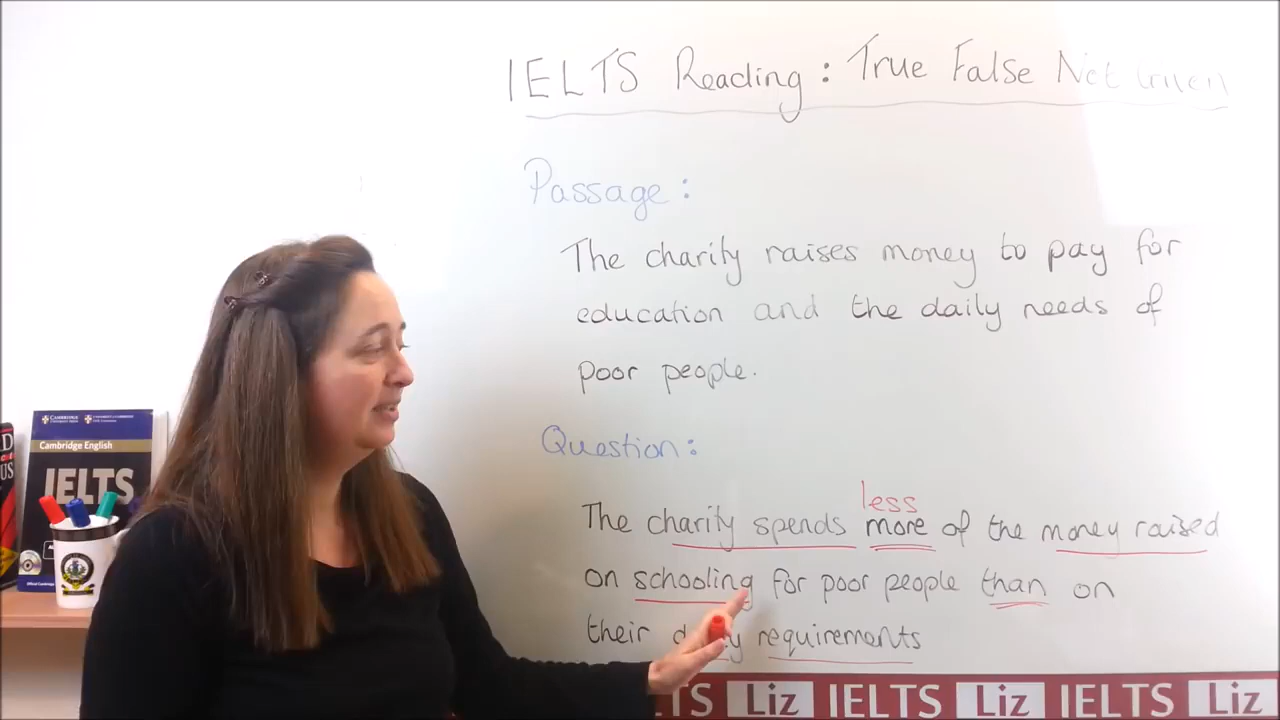 IELTS Reading : True False Not Given
Passage :
The charity raises money to pay for
education and the daily needs of
poor people.
Question :
less
The charity spends more of the money raised
on schooling for poor people than on
their requirements
Cambridge English
IELTS
IELTS Liz IELTS Liz IELTS Liz